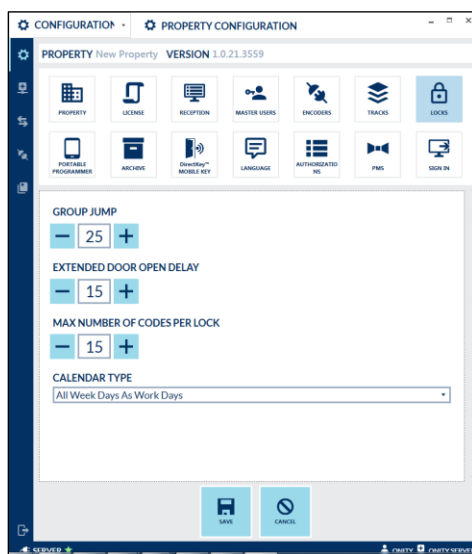 CONFIGURATION
PROPERTY CONFIGURATION
PROPERTY New Property VERSION 1.0.21.3559
PROPERTY
LICENSE
RECEPTION
MASTER USERS
ENCODERS
TRACKS
LOCKS
PORTABLE
PROGRAMMER
ARCHIVE
DirectKey™
MOBILE KEY
LANGUAGE
AUTHORIZATIO
NS
PMS
SIGN IN
GROUP JUMP
25
EXTENDED DOOR OPEN DELAY
15
MAX NUMBER OF CODES PER LOCK
15
CALENDAR TYPE
All Week Days As Work Days
SAVE
CANCEL
SERVER
ONITY
ONITY SERVER